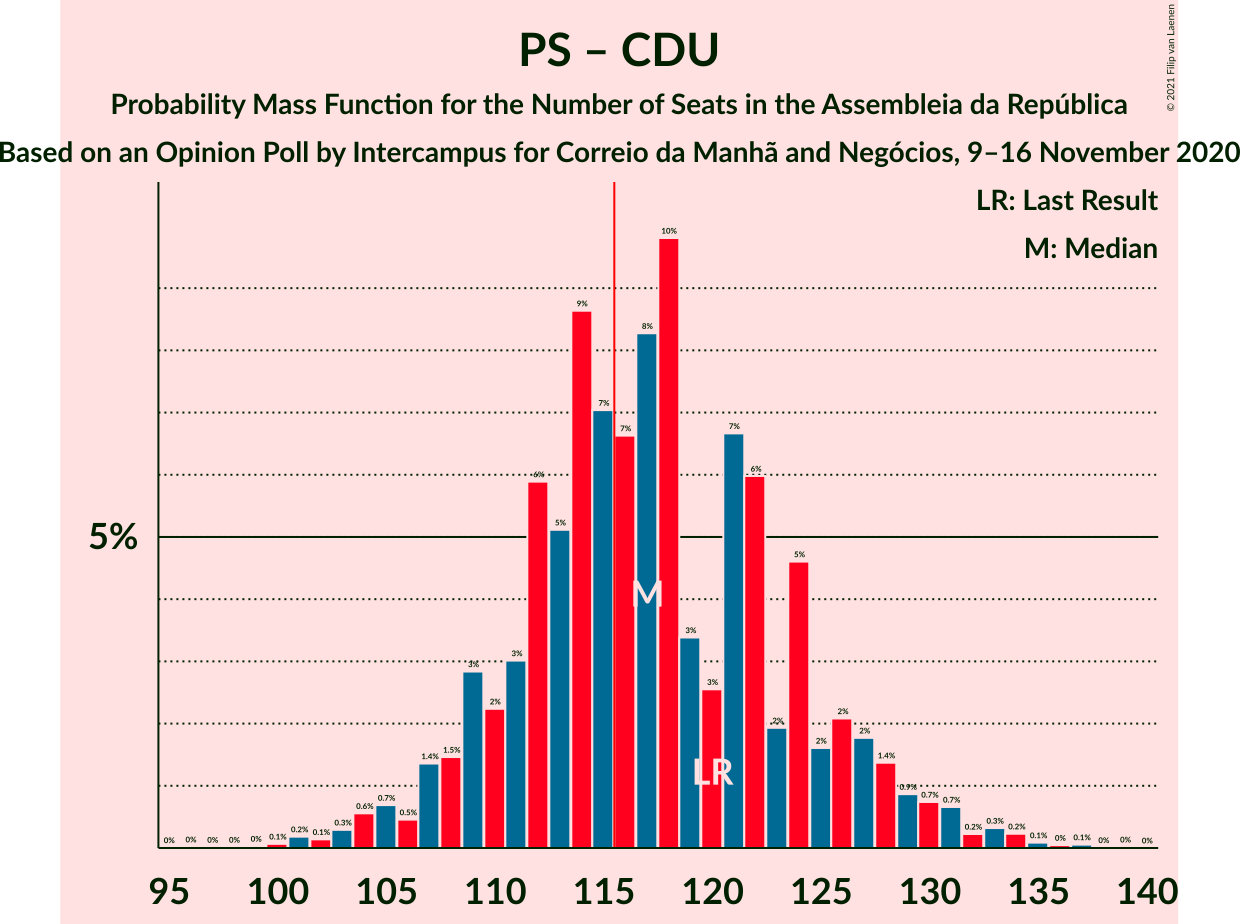 PS – CDU
Probability Mass Function for the Number of Seats in the Assembleia da República
Based on an Opinion Poll by Intercampus for Correio da Manhã and Negócios, 9–16 November 2020
© 2021 Filip van Laenen
LR: Last Result
M: Median
5%
0% 0% 0% 0% 0% 0.1% 0.2% 0.1% 0.3% 0.6% 0.7% 0.5% 1.4% 1.5% 3% 2% 3% 6% 5% 9% 7% 7% 8% 10% 3% 3% 7% 6% 2% 5% 2% 2% 2% 1.4% 0.9% 0.7% 0.7% 0.2% 0.3% 0.2% 0.1% 0% 0.1% 0% 0% 0%
M
LR
95 100 105 110 115 120 125 130 135 140